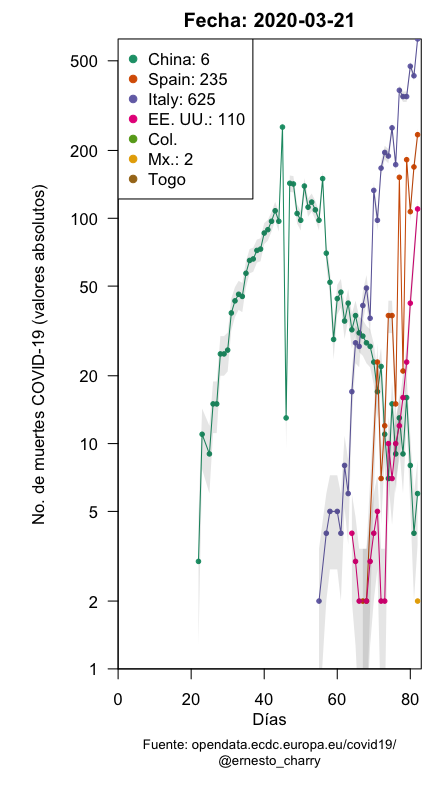 Fecha: 2020-03-21
China: 6
Spain: 235
Italy: 625
EE. UU.: 110
Col.
Mx.: 2
Togo
No. de muertes COVID-19 (valores absolutos)
500
200
100
50
20
10
5
2
1
0 20 40 60 80
Días
Fuente: opendata.ecdc.europa.eu/covid19/
@ernesto_charry